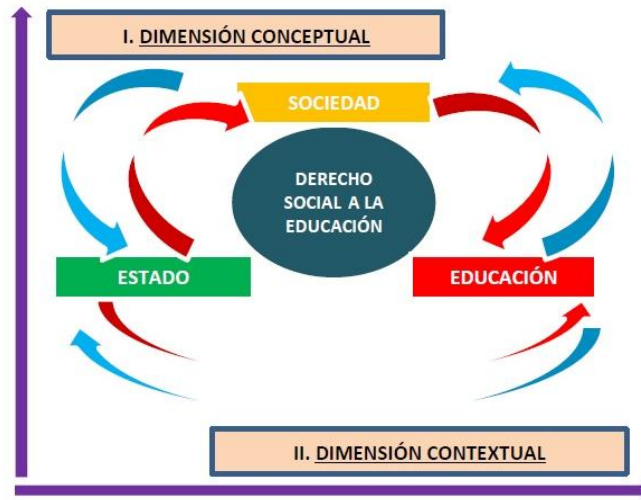 I. DIMENSIÓN CONCEPTUAL
SOCIEDAD
DERECHO
SOCIAL A LA
EDUCACIÓN
ESTADO
EDUCACIÓN
II. DIMENSIÓN CONTEXTUAL